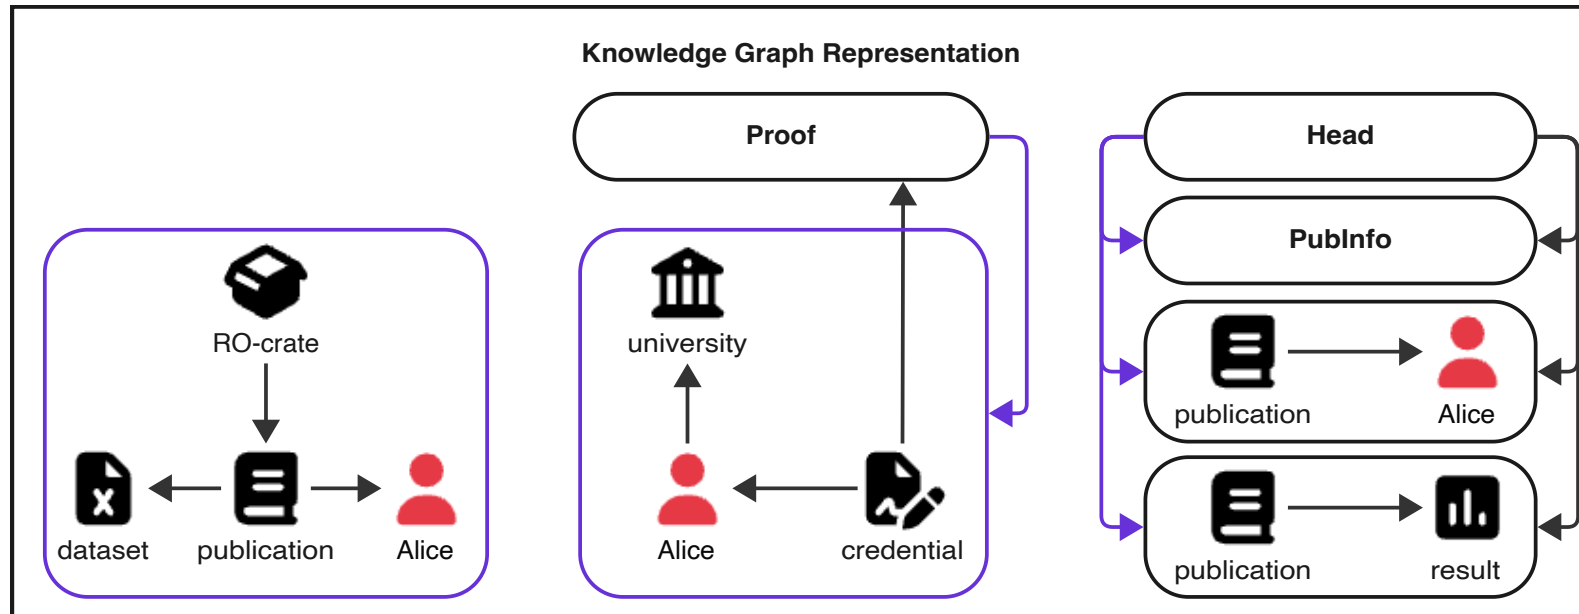 Knowledge Graph Representation
RO-crate
dataset
publication
Alice
Proof
university
Alice
credential
Head
PubInfo
publication
Alice
publication
result